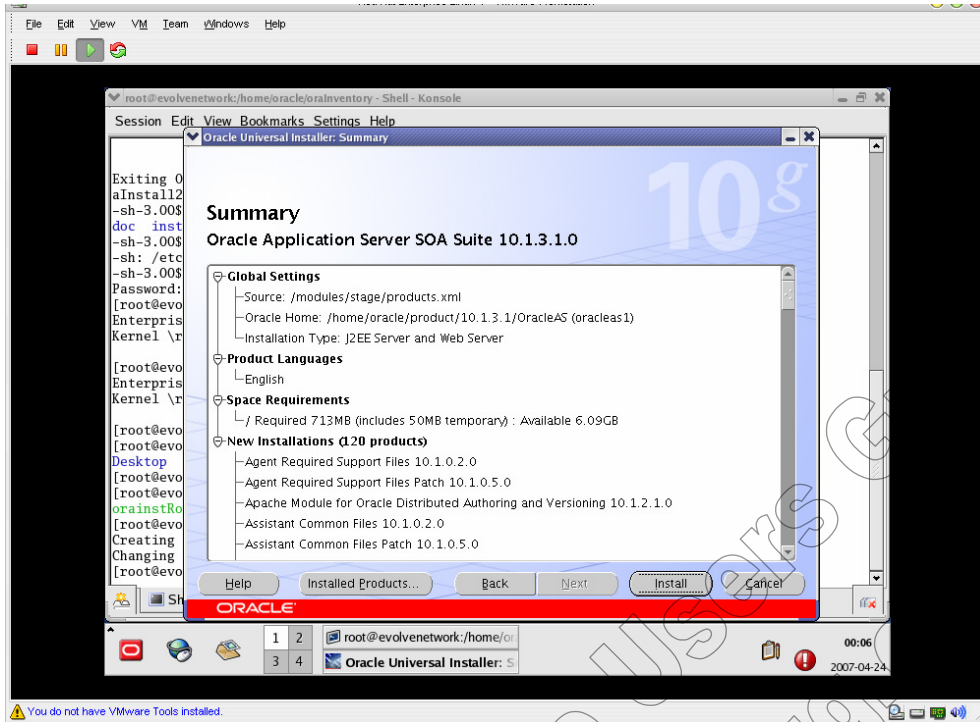 File Edit View VM Team Windows Help
root@evolvenetwork:/home/oracle/oraInventory - Shell - Konsole
Session Edit View Bookmarks Settings Help
Oracle Universal Installer: Summary
Exiting O
aInstall2
-sh-3.00$
doc inst
-sh-3.00$
-sh: /etc
-sh-3.00$
Password:
[root@evo
Enterpris
Kernel \r
[root@evo
Enterpris
Kernel \r
[root@evo
[root@evo
Desktop
[root@evo
[root@evo
orainstRo
[root@evo
Creating
Changing
[root@evo
10g
Summary
Oracle Application Server SOA Suite 10.1.3.1.0
Global Settings
Source: /modules/stage/products.xml
Oracle Home: /home/oracle/product/10.1.3.1/OracleAS (oracleas1)
Installation Type: J2EE Server and Web Server
Product Languages
English
Space Requirements
/ Required 713MB (includes 50MB temporary) : Available 6.09GB
New Installations (120 products)
Agent Required Support Files 10.1.0.2.0
Agent Required Support Files Patch 10.1.0.5.0
Apache Module for Oracle Distributed Authoring and Versioning 10.1.2.1.0
Assistant Common Files 10.1.0.2.0
Assistant Common Files Patch 10.1.0.5.0
Help Installed Products... Back Next Install Cancel
ORACLE
Sh
1 2
3 4
root@evolvenetwork:/home/or
Oracle Universal Installer: S
00:06
2007-04-24
You do not have VMware Tools installed.
Users G